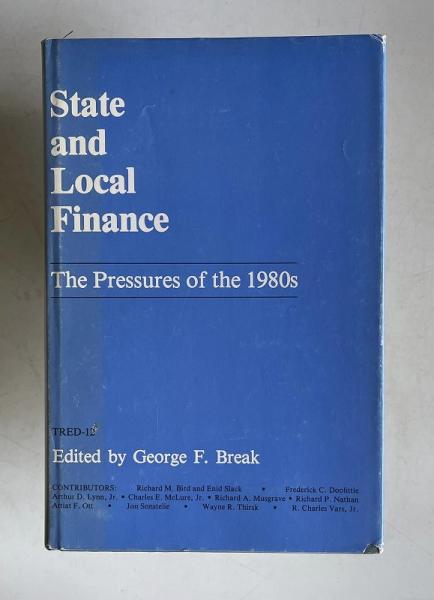 State
and
Local
Finance
The Pressures of the 1980s
TRED-12
Edited by George F. Break
CONTRIBUTORS: Richard M. Bird and Enid Slack • Frederick C. Doolittle
Arthur D. Lynn, Jr. • Charles E. McLure, Jr. • Richard A. Musgrave • Richard P. Nathan
Attiat F. Ott • Jon Sonstelie • Wayne R. Thirsk • R. Charles Vars, Jr.